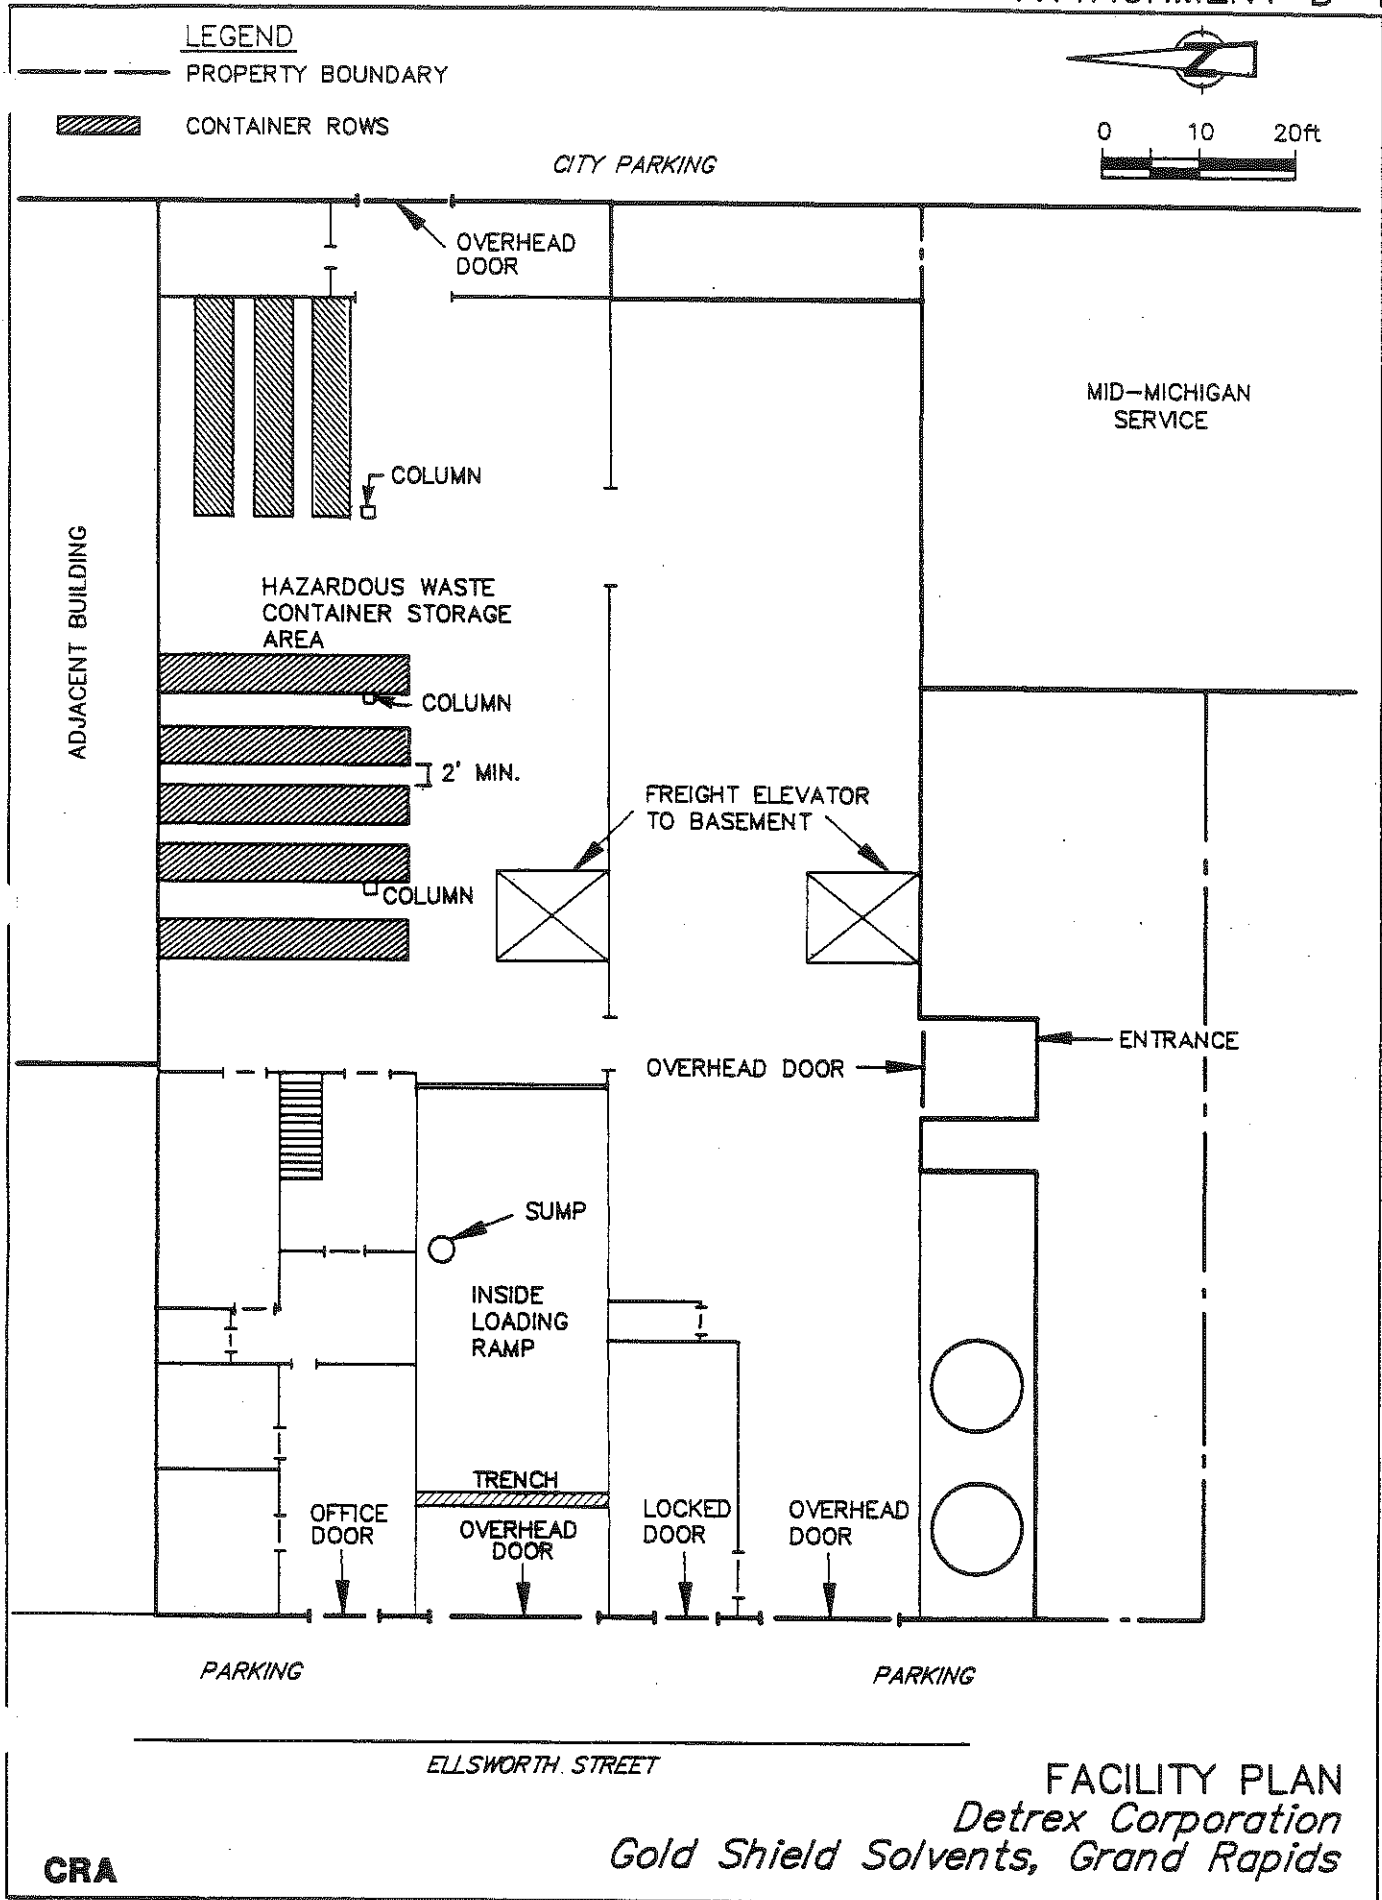 LEGEND
PROPERTY BOUNDARY
CONTAINER ROWS
N
0 10 20ft
CITY PARKING
OVERHEAD
DOOR
MID-MICHIGAN
SERVICE
COLUMN
ADJACENT BUILDING
HAZARDOUS WASTE
CONTAINER STORAGE
AREA
COLUMN
2' MIN.
FREIGHT ELEVATOR
TO BASEMENT
COLUMN
ENTRANCE
OVERHEAD DOOR
SUMP
INSIDE
LOADING
RAMP
TRENCH
OFFICE
DOOR
OVERHEAD
DOOR
LOCKED
DOOR
OVERHEAD
DOOR
PARKING
PARKING
ELLSWORTH STREET
FACILITY PLAN
Detrex Corporation
Gold Shield Solvents, Grand Rapids
CRA